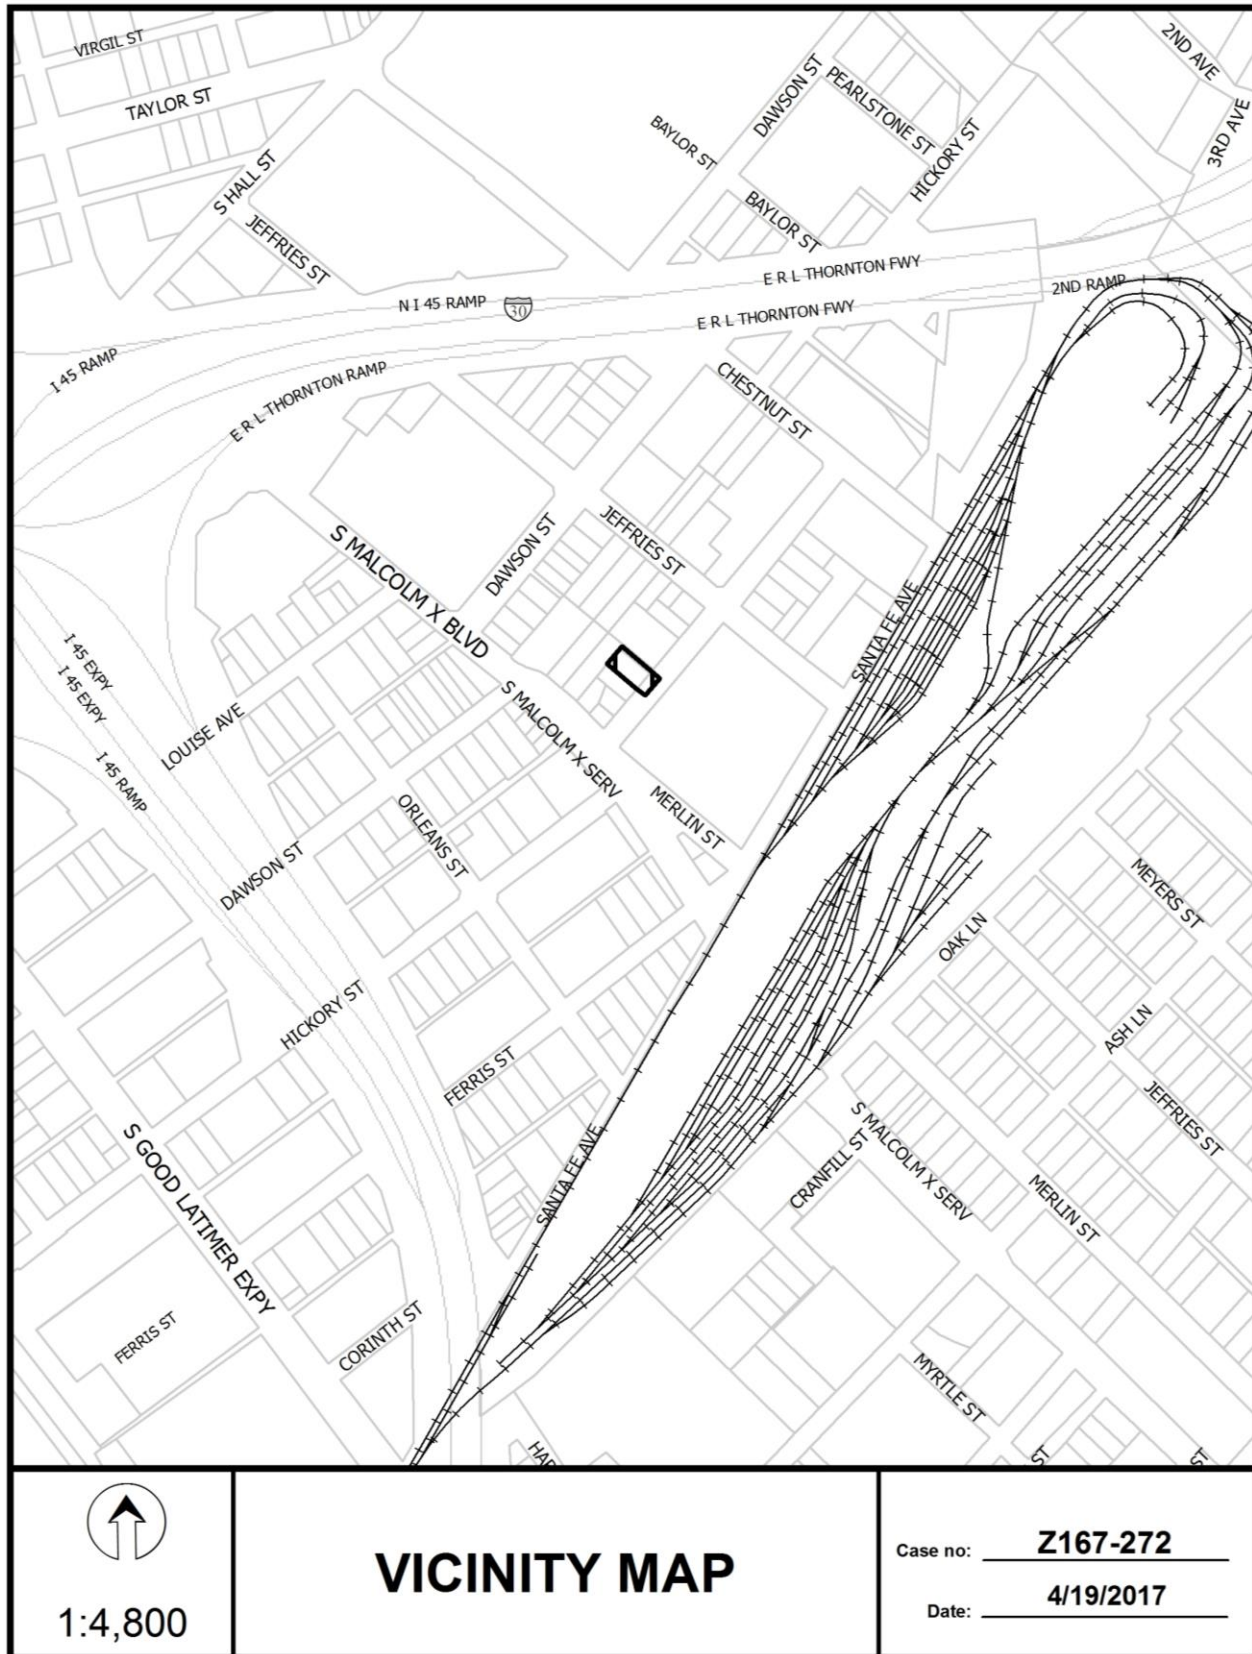 VIRGIL ST
2ND AVE
TAYLOR ST
DAWSON ST
PEARLSTONE ST
3RD AVE
BAYLOR ST
HICKORY ST
S HALL ST
BAYLOR ST
JEFFRIES ST
E R L THORNTON FWY
2ND RAMP
N I 45 RAMP
30
E R L THORNTON FWY
I 45 RAMP
E R L THORNTON RAMP
CHESTNUT ST
JEFFRIES ST
DAWSON ST
S MALCOLM X BLVD
SANTA FE AVE
I 45 EXPY
I 45 EXPY
LOUISE AVE
S MALCOLM X SERV
I 45 RAMP
MERLIN ST
ORLEANS ST
DAWSON ST
MEYERS ST
OAK LN
HICKORY ST
ASH LN
FERRIS ST
JEFFRIES ST
S MALCOLM X SERV
SANTA FE AVE
CRANFILL ST
MERLIN ST
S GOOD LATIMER EXPY
FERRIS ST
CORINTH ST
MYRTLE ST
ST
ST
1:4,800
VICINITY MAP
Case no: Z167-272
Date: 4/19/2017